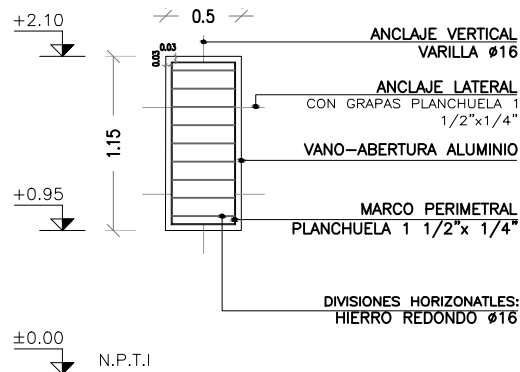 +2.10
0.5
0.03
0.03
ANCLAJE VERTICAL
VARILLA ø16
ANCLAJE LATERAL
CON GRAPAS PLANCHUELA 1
1/2"x1/4"
1.15
VANO-ABERTURA ALUMINIO
+0.95
MARCO PERIMETRAL
PLANCHUELA 1 1/2"x 1/4"
DIVISIONES HORIZONATLES:
HIERRO REDONDO ø16
±0.00
N.P.T.I